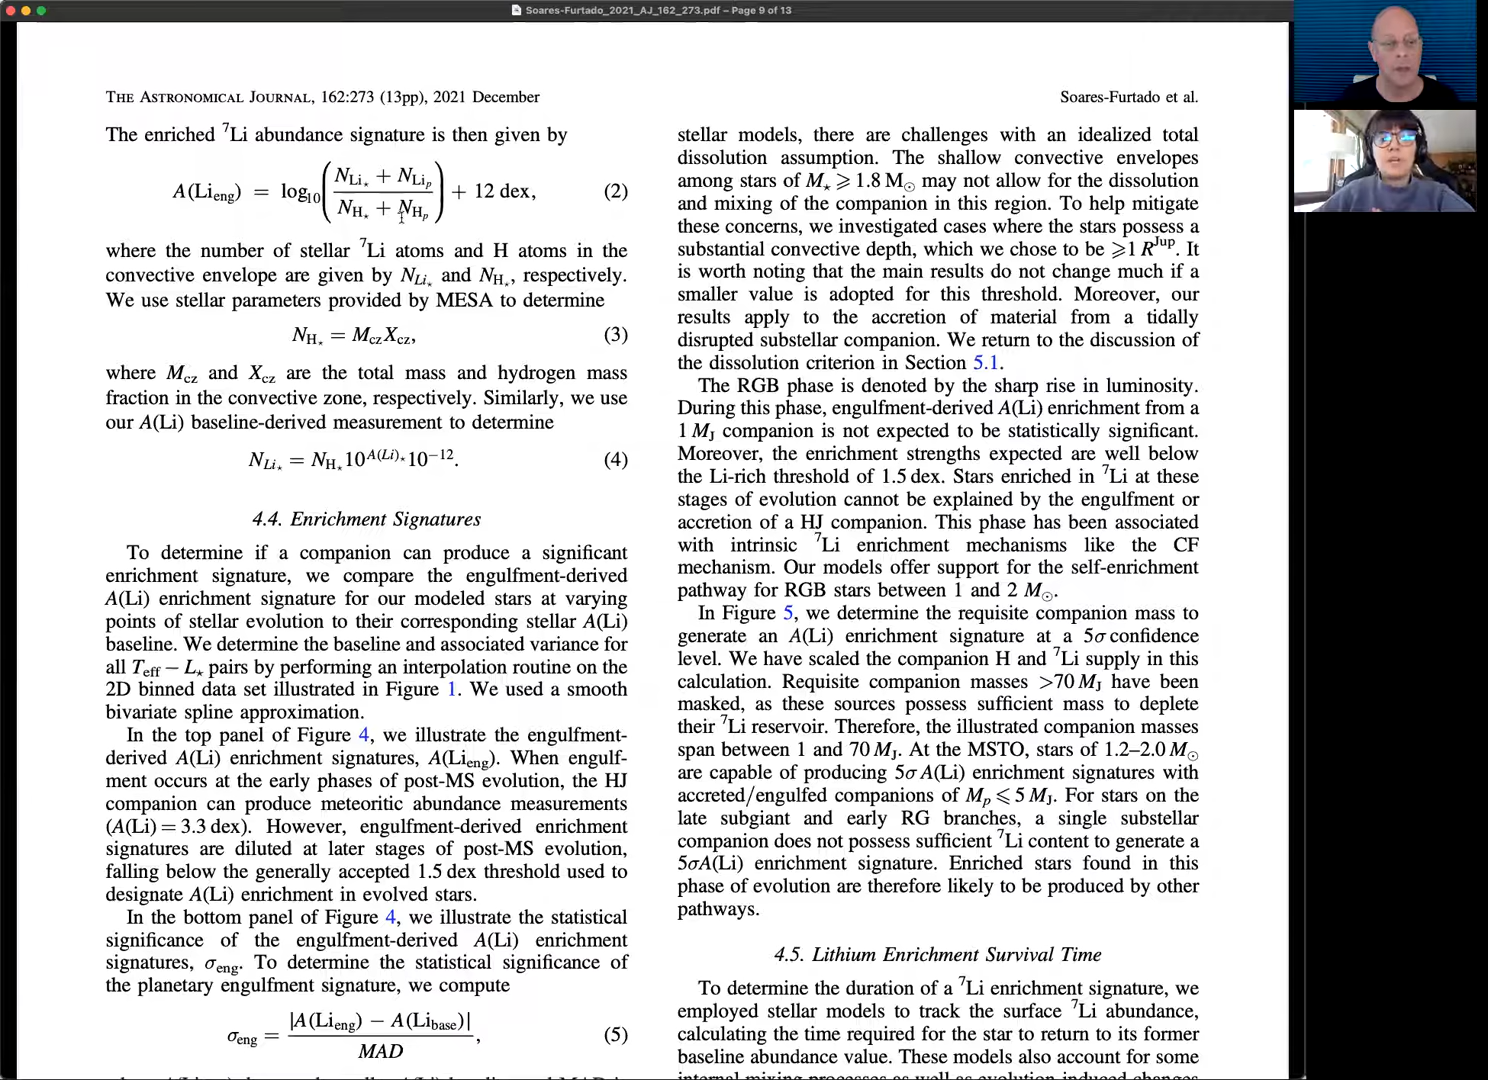 Soares-Furtado_2021_AJ_162_273.pdf – Page 9 of 13
THE ASTRONOMICAL JOURNAL, 162:273 (13pp), 2021 December
Soares-Furtado et al.
The enriched ⁷Li abundance signature is then given by
A(Li_eng) = log₁₀((N_Li⋆ + N_Lip)/(N_H⋆ + N_Hp)) + 12 dex, (2)
where the number of stellar ⁷Li atoms and H atoms in the
convective envelope are given by N_Li⋆ and N_H⋆, respectively.
We use stellar parameters provided by MESA to determine
N_H⋆ = M_cz X_cz, (3)
where M_cz and X_cz are the total mass and hydrogen mass
fraction in the convective zone, respectively. Similarly, we use
our A(Li) baseline-derived measurement to determine
N_Li⋆ = N_H⋆ 10^A(Li)⋆ 10⁻¹². (4)
4.4. Enrichment Signatures
To determine if a companion can produce a significant
enrichment signature, we compare the engulfment-derived
A(Li) enrichment signature for our modeled stars at varying
points of stellar evolution to their corresponding stellar A(Li)
baseline. We determine the baseline and associated variance for
all T_eff − L⋆ pairs by performing an interpolation routine on the
2D binned data set illustrated in Figure 1. We used a smooth
bivariate spline approximation.
In the top panel of Figure 4, we illustrate the engulfment-
derived A(Li) enrichment signatures, A(Li_eng). When engulf-
ment occurs at the early phases of post-MS evolution, the HJ
companion can produce meteoritic abundance measurements
(A(Li) = 3.3 dex). However, engulfment-derived enrichment
signatures are diluted at later stages of post-MS evolution,
falling below the generally accepted 1.5 dex threshold used to
designate A(Li) enrichment in evolved stars.
In the bottom panel of Figure 4, we illustrate the statistical
significance of the engulfment-derived A(Li) enrichment
signatures, σ_eng. To determine the statistical significance of
the planetary engulfment signature, we compute
σ_eng = |A(Li_eng) − A(Li_base)| / MAD, (5)
stellar models, there are challenges with an idealized total
dissolution assumption. The shallow convective envelopes
among stars of M⋆ ⩾ 1.8 M⊙ may not allow for the dissolution
and mixing of the companion in this region. To help mitigate
these concerns, we investigated cases where the stars possess a
substantial convective depth, which we chose to be ⩾1 R^Jup. It
is worth noting that the main results do not change much if a
smaller value is adopted for this threshold. Moreover, our
results apply to the accretion of material from a tidally
disrupted substellar companion. We return to the discussion of
the dissolution criterion in Section 5.1.
The RGB phase is denoted by the sharp rise in luminosity.
During this phase, engulfment-derived A(Li) enrichment from a
1 M_J companion is not expected to be statistically significant.
Moreover, the enrichment strengths expected are well below
the Li-rich threshold of 1.5 dex. Stars enriched in ⁷Li at these
stages of evolution cannot be explained by the engulfment or
accretion of a HJ companion. This phase has been associated
with intrinsic ⁷Li enrichment mechanisms like the CF
mechanism. Our models offer support for the self-enrichment
pathway for RGB stars between 1 and 2 M⊙.
In Figure 5, we determine the requisite companion mass to
generate an A(Li) enrichment signature at a 5σ confidence
level. We have scaled the companion H and ⁷Li supply in this
calculation. Requisite companion masses >70 M_J have been
masked, as these sources possess sufficient mass to deplete
their ⁷Li reservoir. Therefore, the illustrated companion masses
span between 1 and 70 M_J. At the MSTO, stars of 1.2–2.0 M⊙
are capable of producing 5σ A(Li) enrichment signatures with
accreted/engulfed companions of M_p ⩽ 5 M_J. For stars on the
late subgiant and early RG branches, a single substellar
companion does not possess sufficient ⁷Li content to generate a
5σA(Li) enrichment signature. Enriched stars found in this
phase of evolution are therefore likely to be produced by other
pathways.
4.5. Lithium Enrichment Survival Time
To determine the duration of a ⁷Li enrichment signature, we
employed stellar models to track the surface ⁷Li abundance,
calculating the time required for the star to return to its former
baseline abundance value. These models also account for some